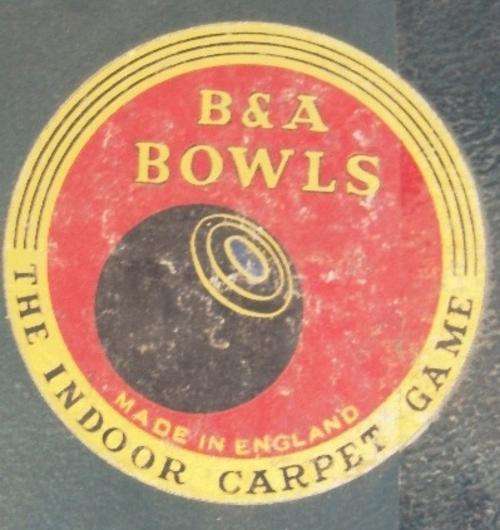 B & A
BOWLS
MADE IN ENGLAND
THE INDOOR CARPET GAME